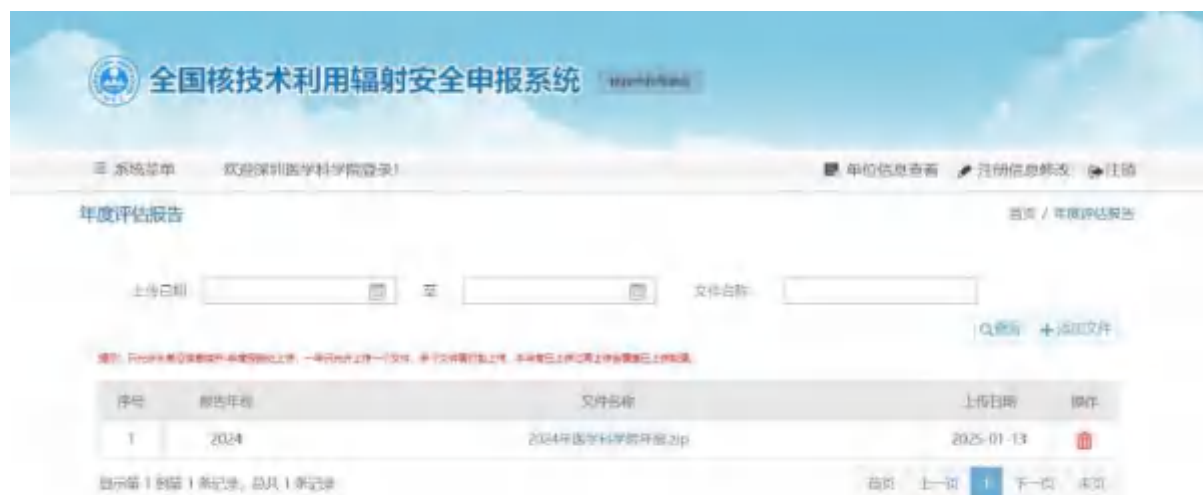 全国核技术利用辐射安全申报系统
系统菜单 欢迎深圳医学科学院登录! 单位信息查看 注册信息修改 注销
年度评估报告 首页 / 年度评估报告
上传日期 至 文件名称
查询 添加文件
序号 报告年份 文件名称 上传日期 操作
1 2024 2024年医学科学院年报.zip 2025-01-13
显示第 1 到第 1 条记录，总共 1 条记录 首页 上一页 1 下一页 末页